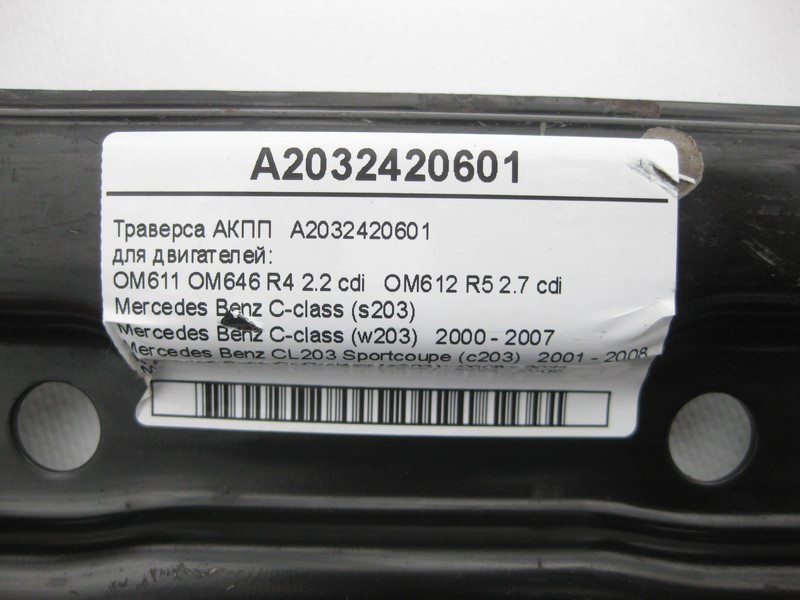 A2032420601
Траверса АКПП A2032420601
для двигателей:
OM611 OM646 R4 2.2 cdi OM612 R5 2.7 cdi
Mercedes Benz C-class (s203)
Mercedes Benz C-class (w203) 2000 - 2007
Mercedes Benz CL203 Sportcoupe (c203) 2001 - 2008